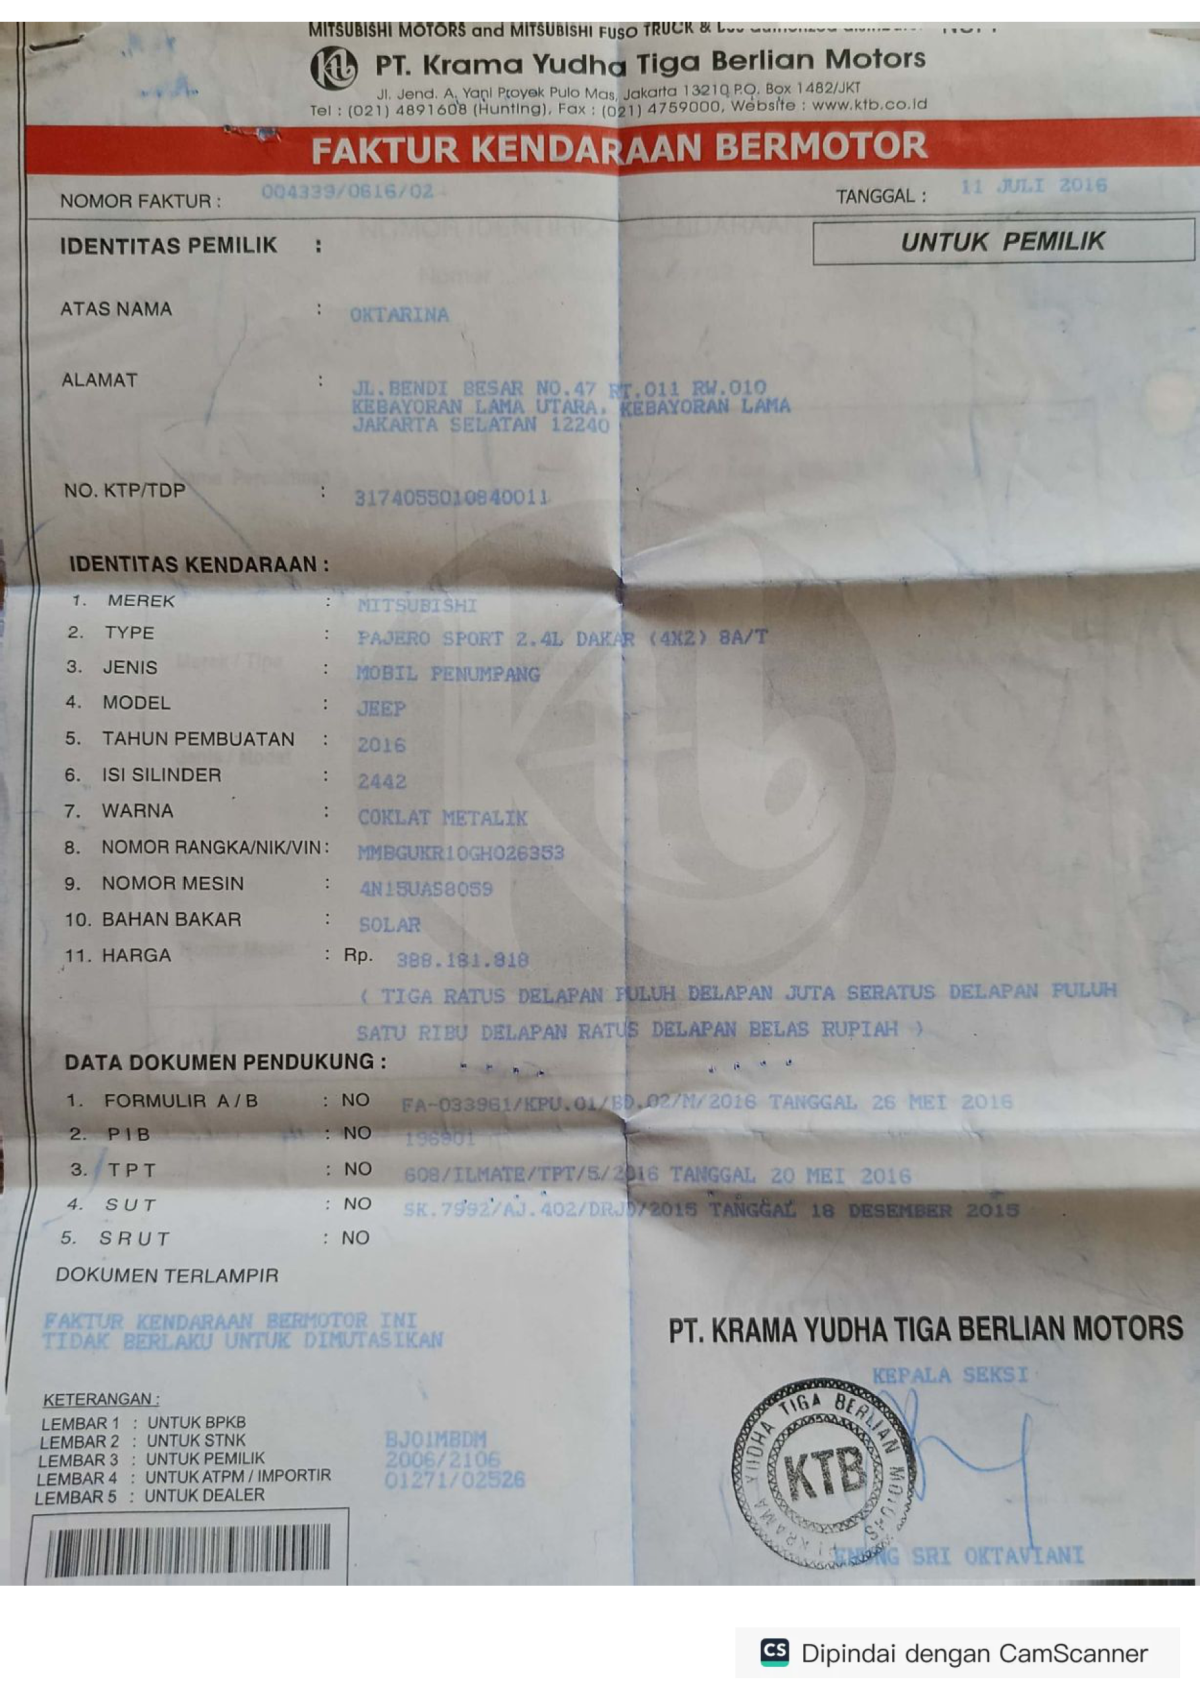 MITSUBISHI MOTORS and MITSUBISHI FUSO TRUCK &
PT. Krama Yudha Tiga Berlian Motors
Jl. Jend. A. Yani Proyek Pulo Mas, Jakarta 13210 P.O. Box 1482/JKT
Tel : (021) 4891608 (Hunting), Fax : (021) 4759000, Website : www.ktb.co.id
FAKTUR KENDARAAN BERMOTOR
NOMOR FAKTUR : 004339/0616/02 TANGGAL : 11 JULI 2016
IDENTITAS PEMILIK : UNTUK PEMILIK
ATAS NAMA : OKTARINA
ALAMAT : JL.BENDI BESAR NO.47 RT.011 RW.010
KEBAYORAN LAMA UTARA, KEBAYORAN LAMA
JAKARTA SELATAN 12240
NO. KTP/TDP : 3174055010840011
IDENTITAS KENDARAAN :
1. MEREK : MITSUBISHI
2. TYPE : PAJERO SPORT 2.4L DAKAR (4X2) 8A/T
3. JENIS : MOBIL PENUMPANG
4. MODEL : JEEP
5. TAHUN PEMBUATAN : 2016
6. ISI SILINDER : 2442
7. WARNA : COKLAT METALIK
8. NOMOR RANGKA/NIK/VIN : MMBGUKR10GH026353
9. NOMOR MESIN : 4N15UAS8059
10. BAHAN BAKAR : SOLAR
11. HARGA : Rp. 388.181.818
( TIGA RATUS DELAPAN PULUH DELAPAN JUTA SERATUS DELAPAN PULUH
SATU RIBU DELAPAN RATUS DELAPAN BELAS RUPIAH )
DATA DOKUMEN PENDUKUNG :
1. FORMULIR A / B : NO FA-033961/KPU.01/BD.02/M/2016 TANGGAL 26 MEI 2016
2. P I B : NO 196901
3. T P T : NO 608/ILMATE/TPT/5/2016 TANGGAL 20 MEI 2016
4. S U T : NO SK.7992/AJ.402/DRJD/2015 TANGGAL 18 DESEMBER 2015
5. S R U T : NO
DOKUMEN TERLAMPIR
FAKTUR KENDARAAN BERMOTOR INI
TIDAK BERLAKU UNTUK DIMUTASIKAN
PT. KRAMA YUDHA TIGA BERLIAN MOTORS
KEPALA SEKSI
KETERANGAN :
LEMBAR 1 : UNTUK BPKB
LEMBAR 2 : UNTUK STNK
LEMBAR 3 : UNTUK PEMILIK
LEMBAR 4 : UNTUK ATPM / IMPORTIR
LEMBAR 5 : UNTUK DEALER
BJ01MBDM
2006/2106
01271/02526
KRAMA YUDHA TIGA BERLIAN MOTORS
KTB
SRI OKTAVIANI
CS Dipindai dengan CamScanner